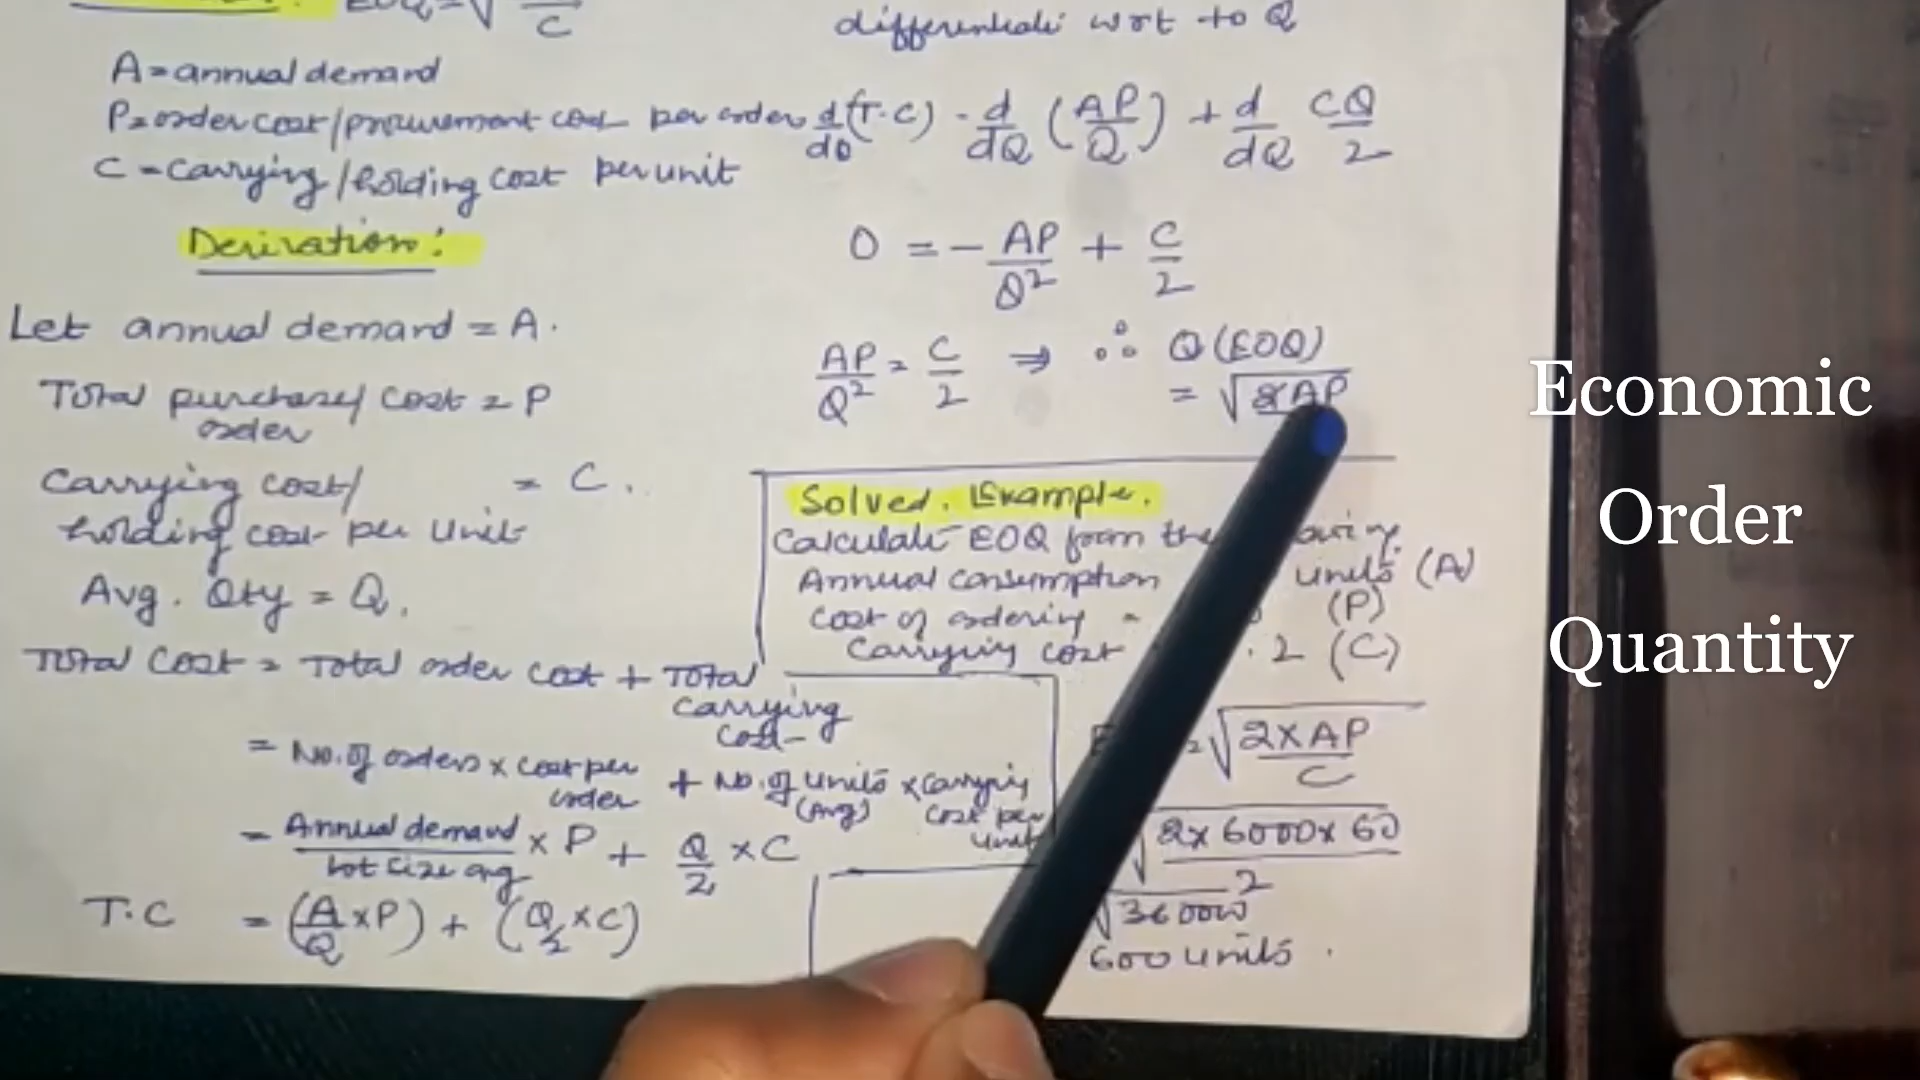 EOQ = √
C
A = annual demand
P = order cost/procurement cost per order
C = carrying/holding cost per unit
Derivation:
Let annual demand = A.
Total purchase/ cost = P
order
Carrying cost/ = C.
holding cost per unit
Avg. Qty = Q.
Total Cost = Total order cost + Total
carrying
cost
= No. of orders × cost per + No. of units × carrying
order (Avg) cost per
unit
= Annual demand × P + Q × C
lot size avg 2
T.C = (A/Q × P) + (Q/2 × C)
differentiate wrt to Q
d/dQ (T.C) = d/dQ (AP/Q) + d/dQ CQ/2
0 = - AP/Q² + C/2
AP/Q² = C/2 ⇒ ∴ Q (EOQ)
= √2AP
Solved. Example.
Calculate EOQ from the
Annual consumption units (A)
Cost of ordering - (P)
Carrying cost . 2 (C)
= √2×AP
C
√2× 6000× 60
2
√360000
600 units.
Economic
Order
Quantity